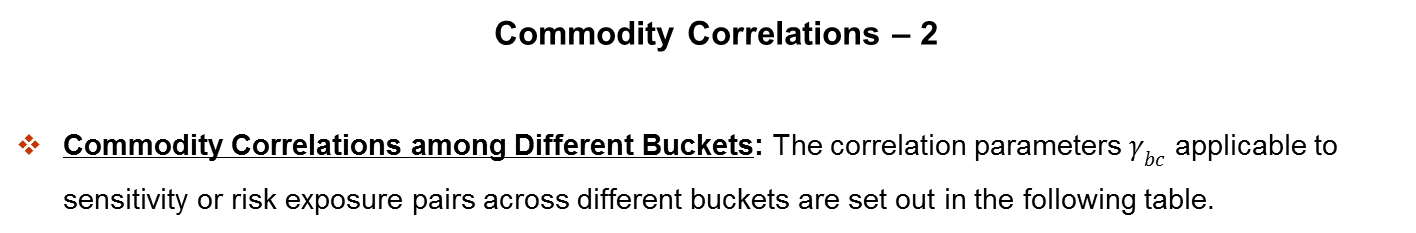 Commodity Correlations – 2
❖ Commodity Correlations among Different Buckets: The correlation parameters γ_bc applicable to
sensitivity or risk exposure pairs across different buckets are set out in the following table.